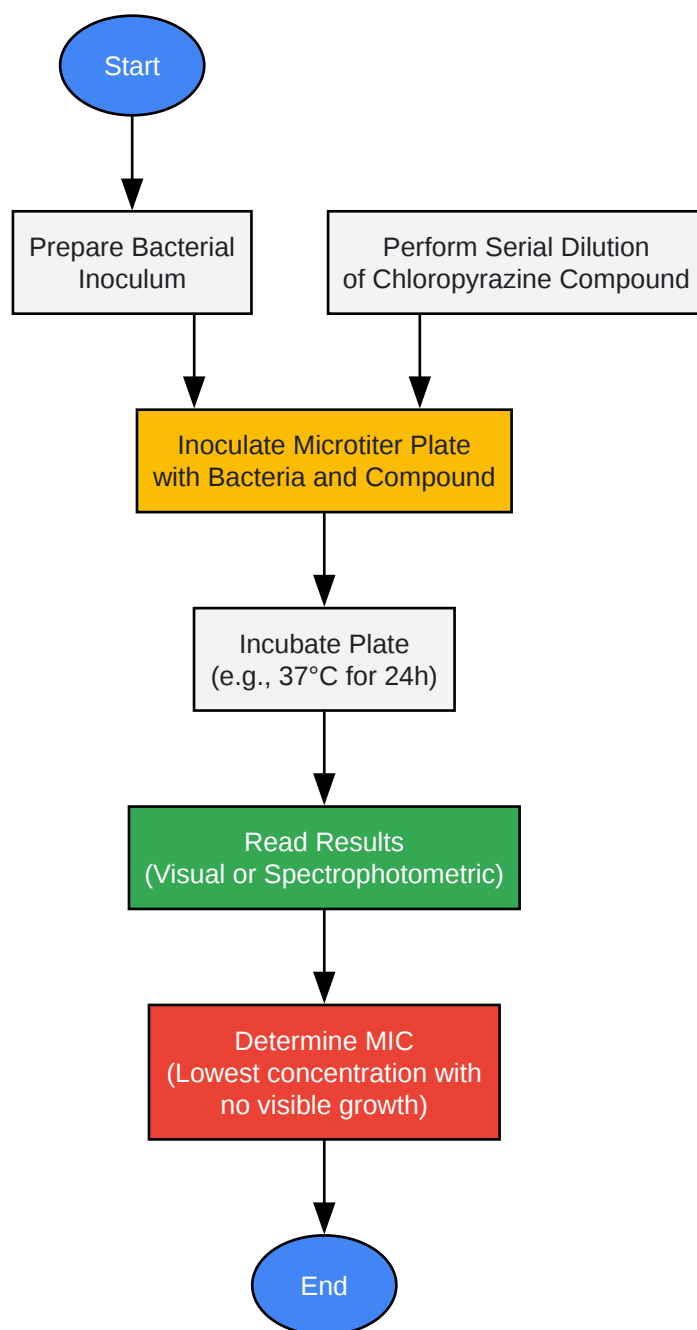 Start
Prepare Bacterial
Inoculum
Perform Serial Dilution
of Chloropyrazine Compound
Inoculate Microtiter Plate
with Bacteria and Compound
Incubate Plate
(e.g., 37°C for 24h)
Read Results
(Visual or Spectrophotometric)
Determine MIC
(Lowest concentration with
no visible growth)
End